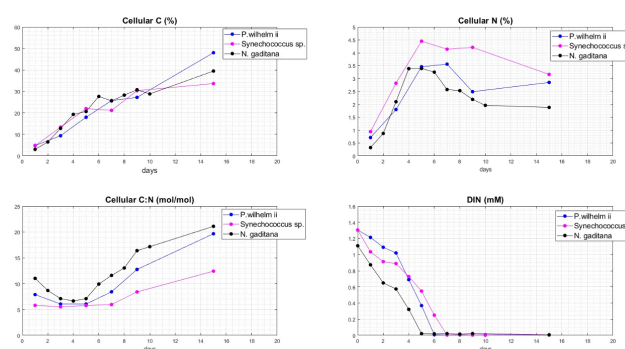 Cellular C (%)
60
50
40
30
20
10
0
0 2 4 6 8 10 12 14 16 18 20
days
P.wilhelm ii
Synechococcus sp.
N. gaditana
Cellular N (%)
5
4.5
4
3.5
3
2.5
2
1.5
1
0.5
0
0 2 4 6 8 10 12 14 16 18 20
days
P.wilhelm ii
Synechococcus s
N. gaditana
Cellular C:N (mol/mol)
25
20
15
10
5
0
0 2 4 6 8 10 12 14 16 18 20
days
P.wilhelm ii
Synechococcus sp.
N. gaditana
DIN (mM)
1.6
1.4
1.2
1
0.8
0.6
0.4
0.2
0
0 2 4 6 8 10 12 14 16 18 20
days
P.wilhelm ii
Synechococcus
N. gaditana